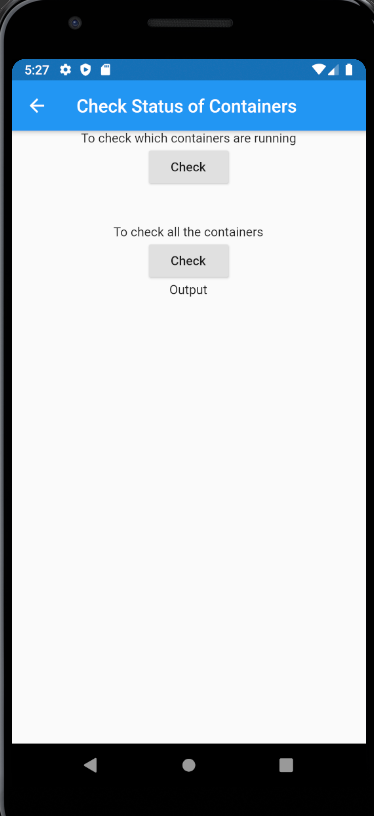 5:27
Check Status of Containers
To check which containers are running
Check
To check all the containers
Check
Output